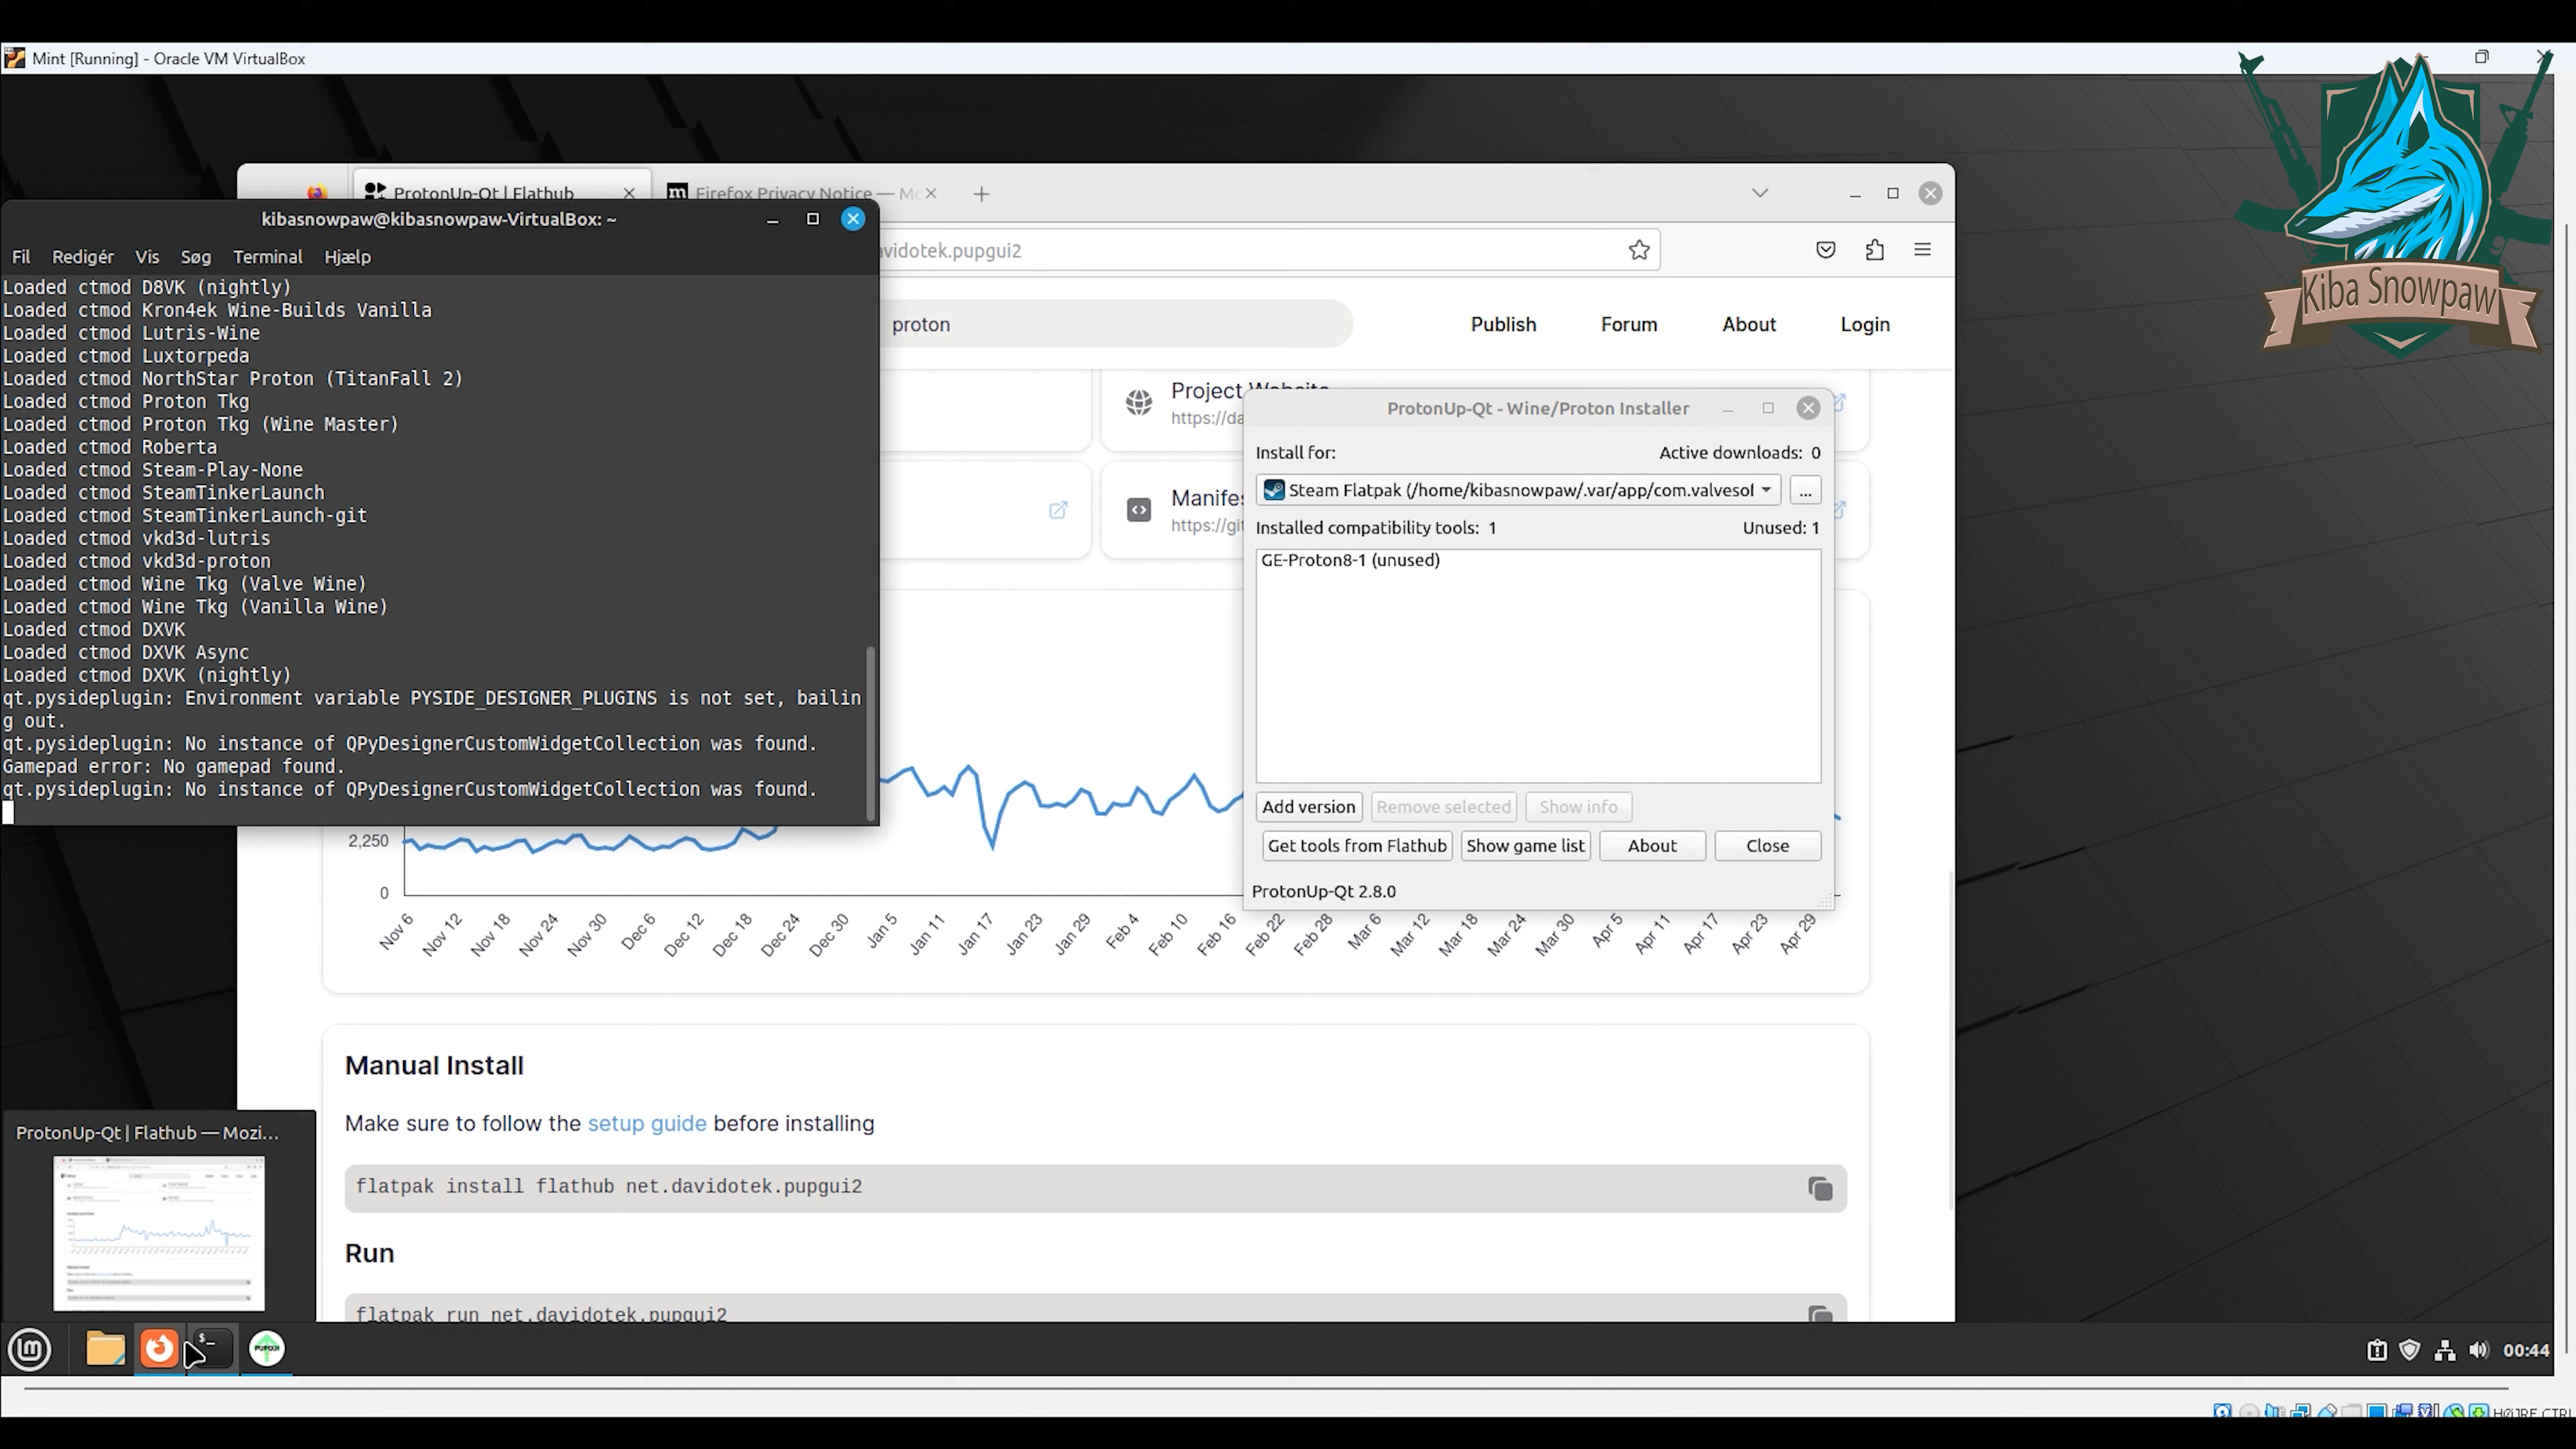 Mint [Running] - Oracle VM VirtualBox
Kiba Snowpaw
ProtonUp-Qt | Flathub
Firefox Privacy Notice — Mo
kibasnowpaw@kibasnowpaw-VirtualBox: ~
Fil Redigér Vis Søg Terminal Hjælp
Loaded ctmod D8VK (nightly)
Loaded ctmod Kron4ek Wine-Builds Vanilla
Loaded ctmod Lutris-Wine
Loaded ctmod Luxtorpeda
Loaded ctmod NorthStar Proton (TitanFall 2)
Loaded ctmod Proton Tkg
Loaded ctmod Proton Tkg (Wine Master)
Loaded ctmod Roberta
Loaded ctmod Steam-Play-None
Loaded ctmod SteamTinkerLaunch
Loaded ctmod SteamTinkerLaunch-git
Loaded ctmod vkd3d-lutris
Loaded ctmod vkd3d-proton
Loaded ctmod Wine Tkg (Valve Wine)
Loaded ctmod Wine Tkg (Vanilla Wine)
Loaded ctmod DXVK
Loaded ctmod DXVK Async
Loaded ctmod DXVK (nightly)
qt.pysideplugin: Environment variable PYSIDE_DESIGNER_PLUGINS is not set, bailin
g out.
qt.pysideplugin: No instance of QPyDesignerCustomWidgetCollection was found.
Gamepad error: No gamepad found.
qt.pysideplugin: No instance of QPyDesignerCustomWidgetCollection was found.
vidotek.pupgui2
proton
Publish Forum About Login
Project Website
https://da
Manifes
https://git
ProtonUp-Qt - Wine/Proton Installer
Install for: Active downloads: 0
Steam Flatpak (/home/kibasnowpaw/.var/app/com.valvesof
...
Installed compatibility tools: 1 Unused: 1
GE-Proton8-1 (unused)
Add version Remove selected Show info
Get tools from Flathub Show game list About Close
ProtonUp-Qt 2.8.0
2,250
0
Nov 6 Nov 12 Nov 18 Nov 24 Nov 30 Dec 6 Dec 12 Dec 18 Dec 24 Dec 30 Jan 5 Jan 11 Jan 17 Jan 23 Jan 29 Feb 4 Feb 10 Feb 16 Feb 22 Feb 28 Mar 6 Mar 12 Mar 18 Mar 24 Mar 30 Apr 5 Apr 11 Apr 17 Apr 23 Apr 29
Manual Install
Make sure to follow the setup guide before installing
flatpak install flathub net.davidotek.pupgui2
Run
flatpak run net.davidotek.pupgui2
ProtonUp-Qt | Flathub — Mozi...
PUPGUI
00:44
HØJRE CTRL